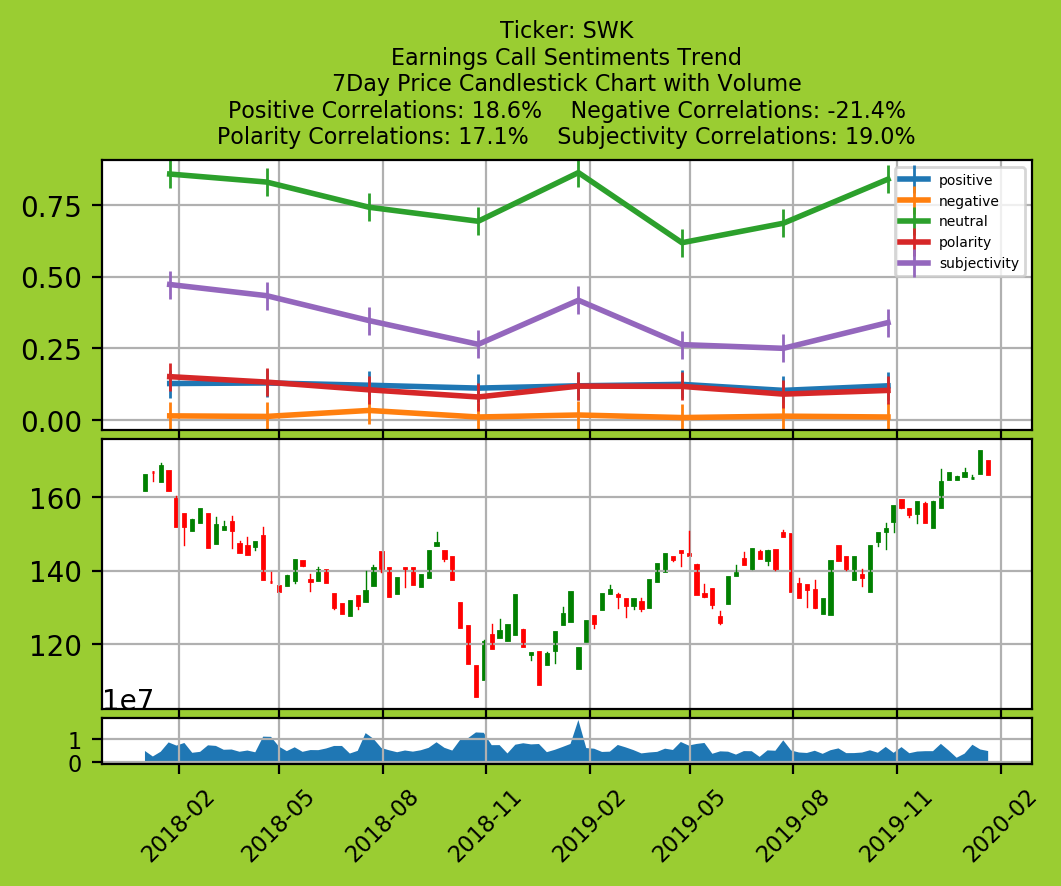 Ticker: SWK
Earnings Call Sentiments Trend
7Day Price Candlestick Chart with Volume
Positive Correlations: 18.6%    Negative Correlations: -21.4%
Polarity Correlations: 17.1%    Subjectivity Correlations: 19.0%
positive
negative
neutral
polarity
subjectivity
0.75
0.50
0.25
0.00
160
140
120
1e7
1
0
2018-02 2018-05 2018-08 2018-11 2019-02 2019-05 2019-08 2019-11 2020-02